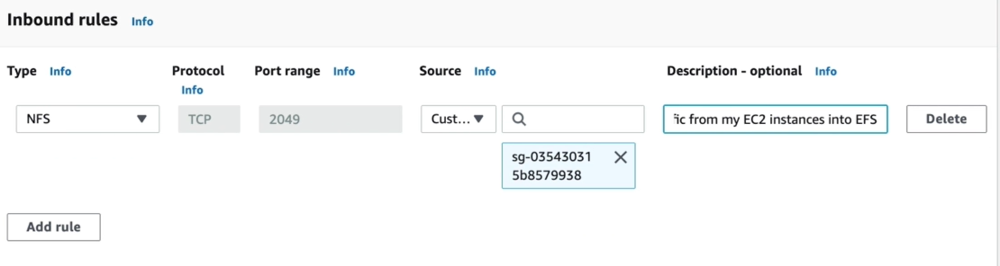 Inbound rules Info
Type Info Protocol Info Port range Info Source Info Description - optional Info
NFS TCP 2049 Cust... from my EC2 instances into EFS Delete
sg-03543031
5b8579938
Add rule